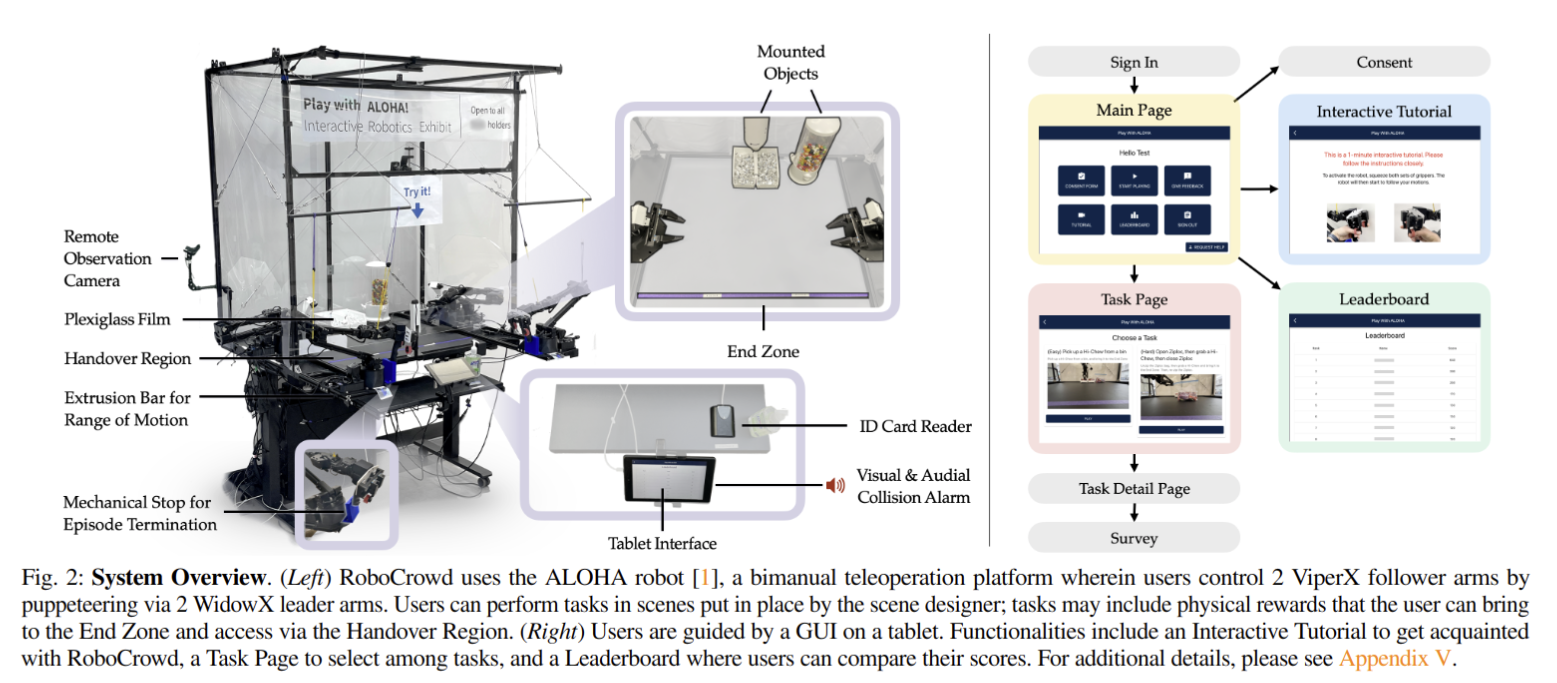 Play with ALOHA!
Interactive Robotics Exhibit
Open to all
holders
Try it!
Remote
Observation
Camera
Plexiglass Film
Handover Region
Extrusion Bar for
Range of Motion
Mechanical Stop for
Episode Termination
Mounted
Objects
End Zone
ID Card Reader
Visual & Audial
Collision Alarm
Tablet Interface
Sign In
Consent
Main Page
Play With ALOHA
Hello Test
CONSENT FORM
START PLAYING
GIVE FEEDBACK
TUTORIAL
LEADERBOARD
SIGN OUT
REQUEST HELP
Interactive Tutorial
Play With ALOHA
This is a 1-minute interactive tutorial. Please
follow the instructions closely.
To activate the robot, squeeze both sets of grippers. The
robot will then start to follow your motions.
Task Page
Play With ALOHA
Choose a Task
(Easy) Pick up a Hi-Chew from a bin
(Hard) Open Ziploc, then grab a Hi-
Chew, then close Ziploc
Leaderboard
Play With ALOHA
Leaderboard
Task Detail Page
Survey
Fig. 2: System Overview. (Left) RoboCrowd uses the ALOHA robot [1], a bimanual teleoperation platform wherein users control 2 ViperX follower arms by
puppeteering via 2 WidowX leader arms. Users can perform tasks in scenes put in place by the scene designer; tasks may include physical rewards that the user can bring
to the End Zone and access via the Handover Region. (Right) Users are guided by a GUI on a tablet. Functionalities include an Interactive Tutorial to get acquainted
with RoboCrowd, a Task Page to select among tasks, and a Leaderboard where users can compare their scores. For additional details, please see Appendix V.